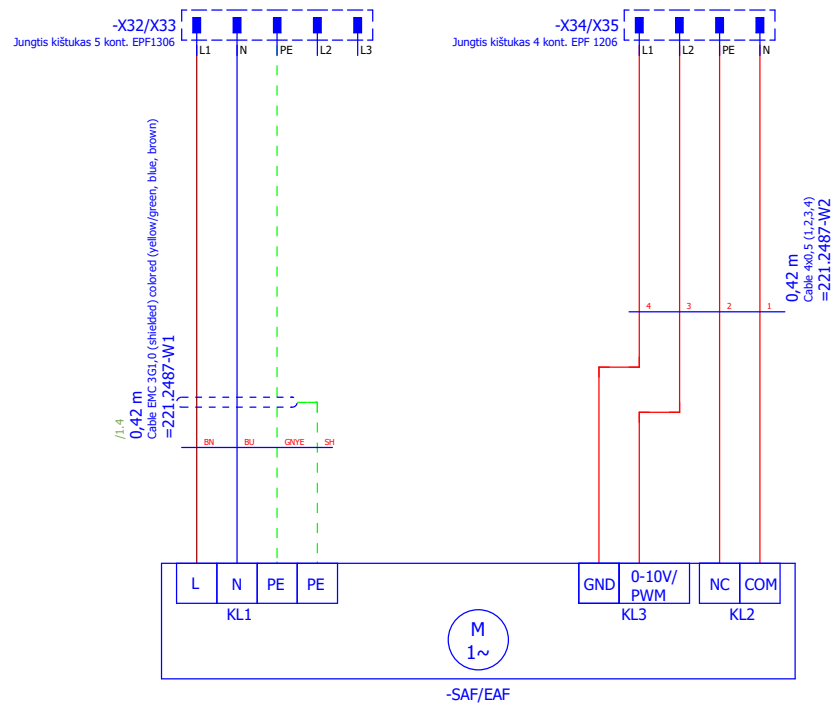 -X32/X33
Jungtis kištukas 5 kont. EPF1306
L1
N
PE
L2
L3
-X34/X35
Jungtis kištukas 4 kont. EPF 1206
L1
L2
PE
N
/1.4
0,42 m
Cable EMC 3G1,0 (shielded) colored (yellow/green, blue, brown)
=221.2487-W1
BN
BU
GNYE
SH
0,42 m
Cable 4x0,5 (1,2,3,4)
=221.2487-W2
4
3
2
1
L
N
PE
PE
KL1
GND
0-10V/
PWM
KL3
NC
COM
KL2
M
1~
-SAF/EAF